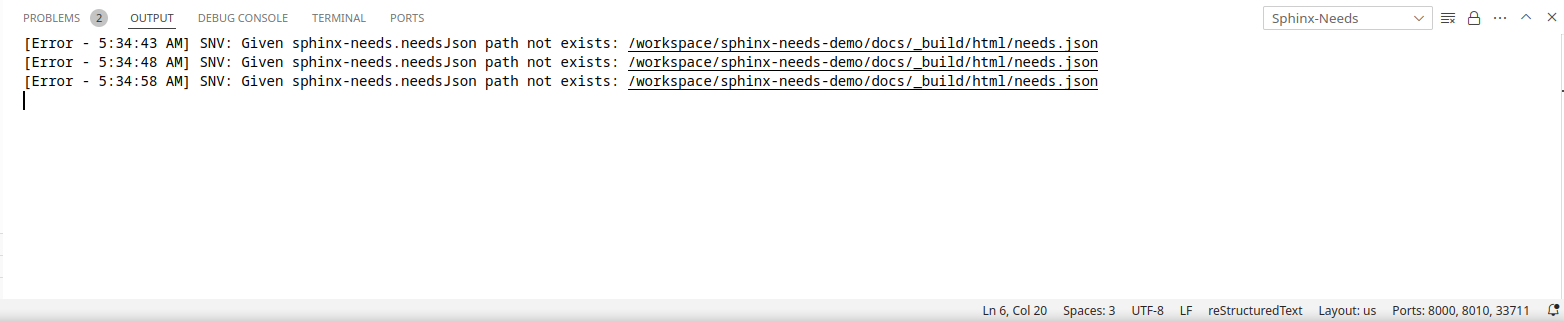 PROBLEMS 2 OUTPUT DEBUG CONSOLE TERMINAL PORTS Sphinx-Needs
[Error - 5:34:43 AM] SNV: Given sphinx-needs.needsJson path not exists: /workspace/sphinx-needs-demo/docs/_build/html/needs.json
[Error - 5:34:48 AM] SNV: Given sphinx-needs.needsJson path not exists: /workspace/sphinx-needs-demo/docs/_build/html/needs.json
[Error - 5:34:58 AM] SNV: Given sphinx-needs.needsJson path not exists: /workspace/sphinx-needs-demo/docs/_build/html/needs.json
Ln 6, Col 20 Spaces: 3 UTF-8 LF reStructuredText Layout: us Ports: 8000, 8010, 33711